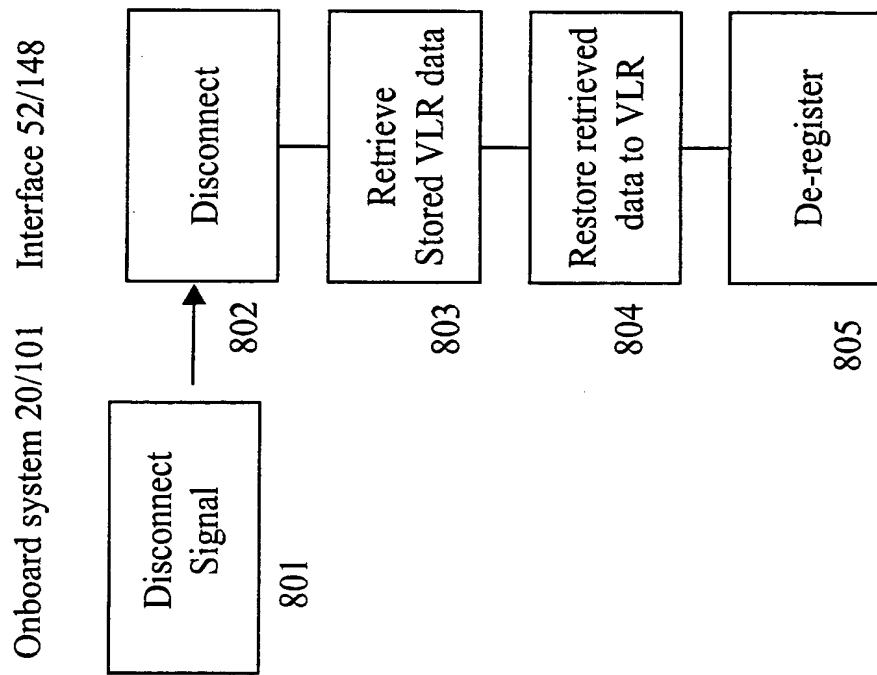 Onboard system 20/101
Interface 52/148
Disconnect
Signal
801
Disconnect
802
Retrieve
Stored VLR data
803
Restore retrieved
data to VLR
804
De-register
805